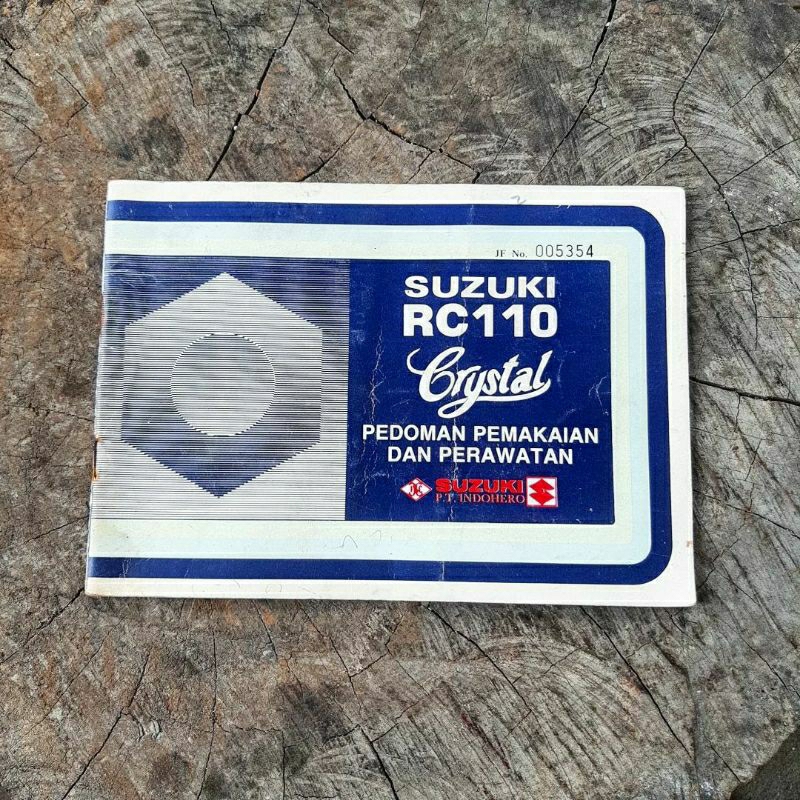 JF No. 005354
SUZUKI
RC110
Crystal
PEDOMAN PEMAKAIAN
DAN PERAWATAN
SUZUKI
P.T. INDOHERO